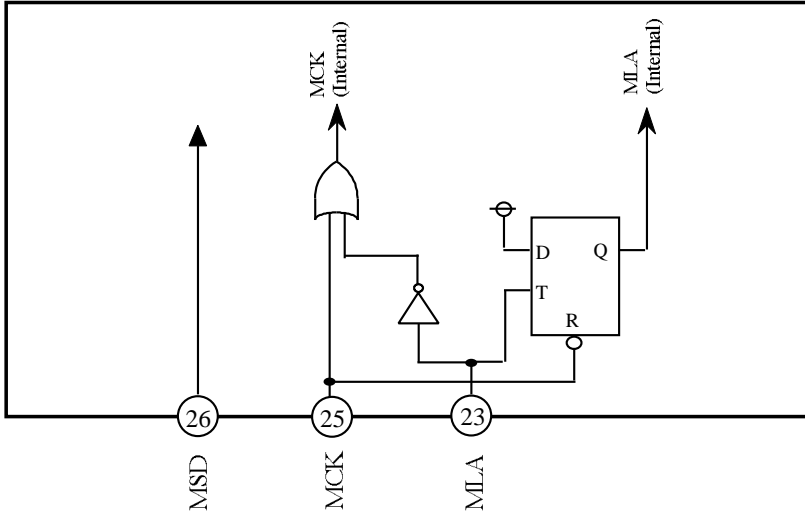 MCK
(Internal)
MLA
(Internal)
D
Q
T
R
26
25
23
MSD
MCK
MLA